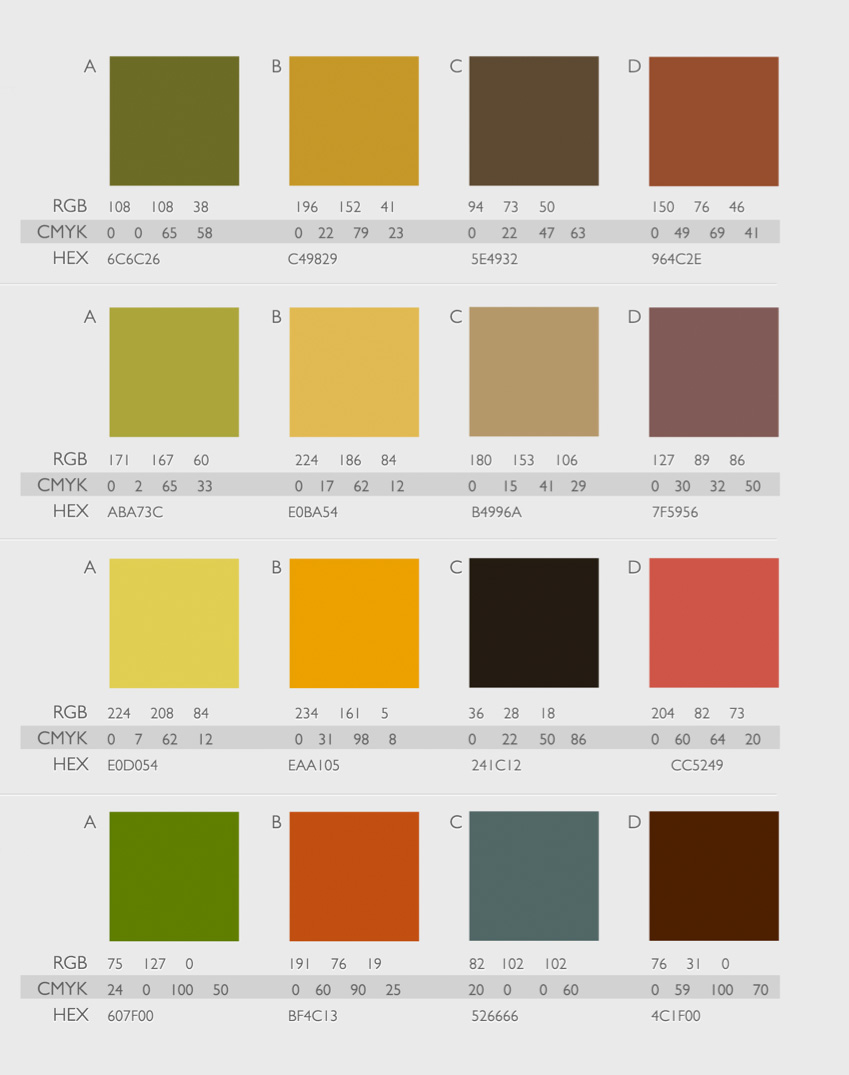 A B C D
RGB 108 108 38 196 152 41 94 73 50 150 76 46
CMYK 0 0 65 58 0 22 79 23 0 22 47 63 0 49 69 41
HEX 6C6C26 C49829 5E4932 964C2E
A B C D
RGB 171 167 60 224 186 84 180 153 106 127 89 86
CMYK 0 2 65 33 0 17 62 12 0 15 41 29 0 30 32 50
HEX ABA73C E0BA54 B4996A 7F5956
A B C D
RGB 224 208 84 234 161 5 36 28 18 204 82 73
CMYK 0 7 62 12 0 31 98 8 0 22 50 86 0 60 64 20
HEX E0D054 EAA105 241C12 CC5249
A B C D
RGB 75 127 0 191 76 19 82 102 102 76 31 0
CMYK 24 0 100 50 0 60 90 25 20 0 0 60 0 59 100 70
HEX 607F00 BF4C13 526666 4C1F00